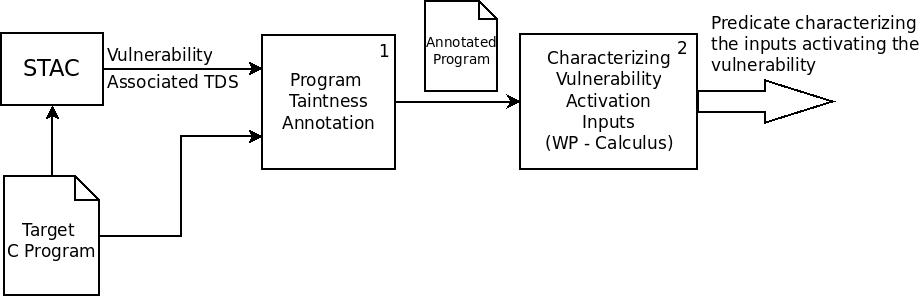 STAC
Vulnerability
Associated TDS
Target
C Program
1
Program
Taintness
Annotation
Annotated
Program
2
Characterizing
Vulnerability
Activation
Inputs
(WP - Calculus)
Predicate characterizing
the inputs activating the
vulnerability